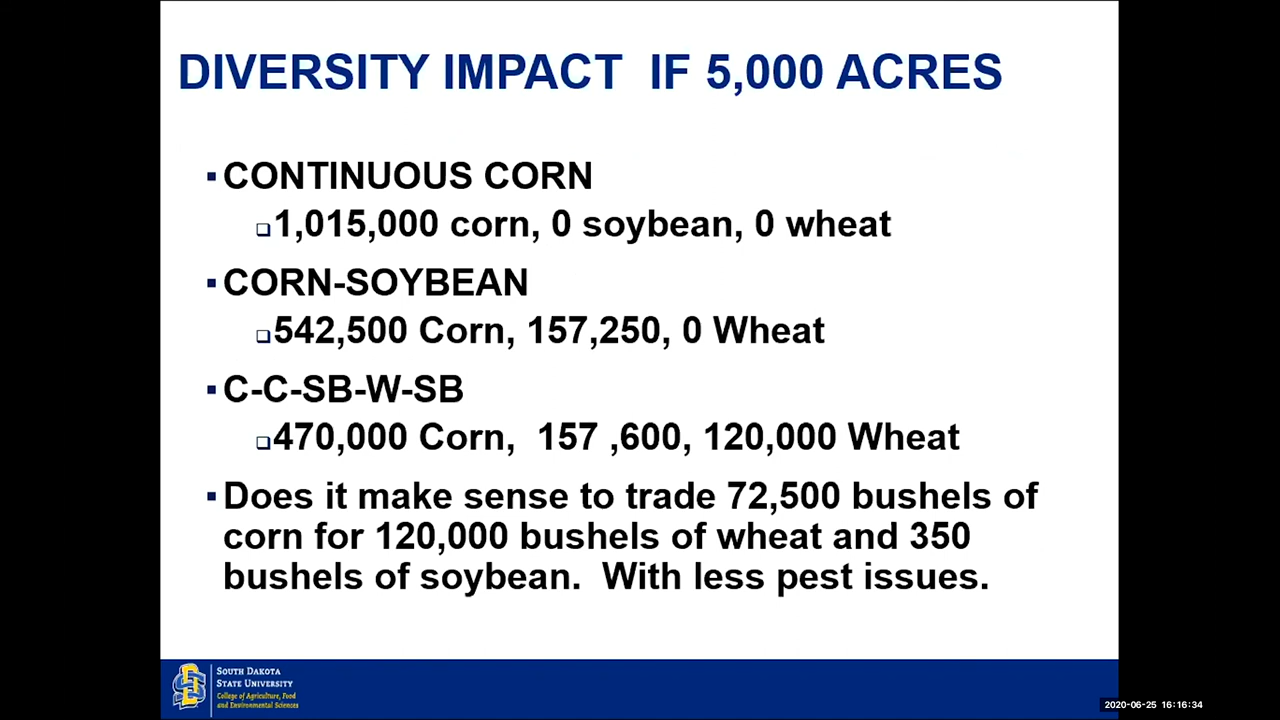 DIVERSITY IMPACT  IF 5,000 ACRES
▪CONTINUOUS CORN
❑1,015,000 corn, 0 soybean, 0 wheat
▪CORN-SOYBEAN
❑542,500 Corn, 157,250, 0 Wheat
▪C-C-SB-W-SB
❑470,000 Corn,  157 ,600, 120,000 Wheat
▪Does it make sense to trade 72,500 bushels of
corn for 120,000 bushels of wheat and 350
bushels of soybean.  With less pest issues.
SOUTH DAKOTA
STATE UNIVERSITY
College of Agriculture, Food
and Environmental Sciences
2020-06-25 16:16:34